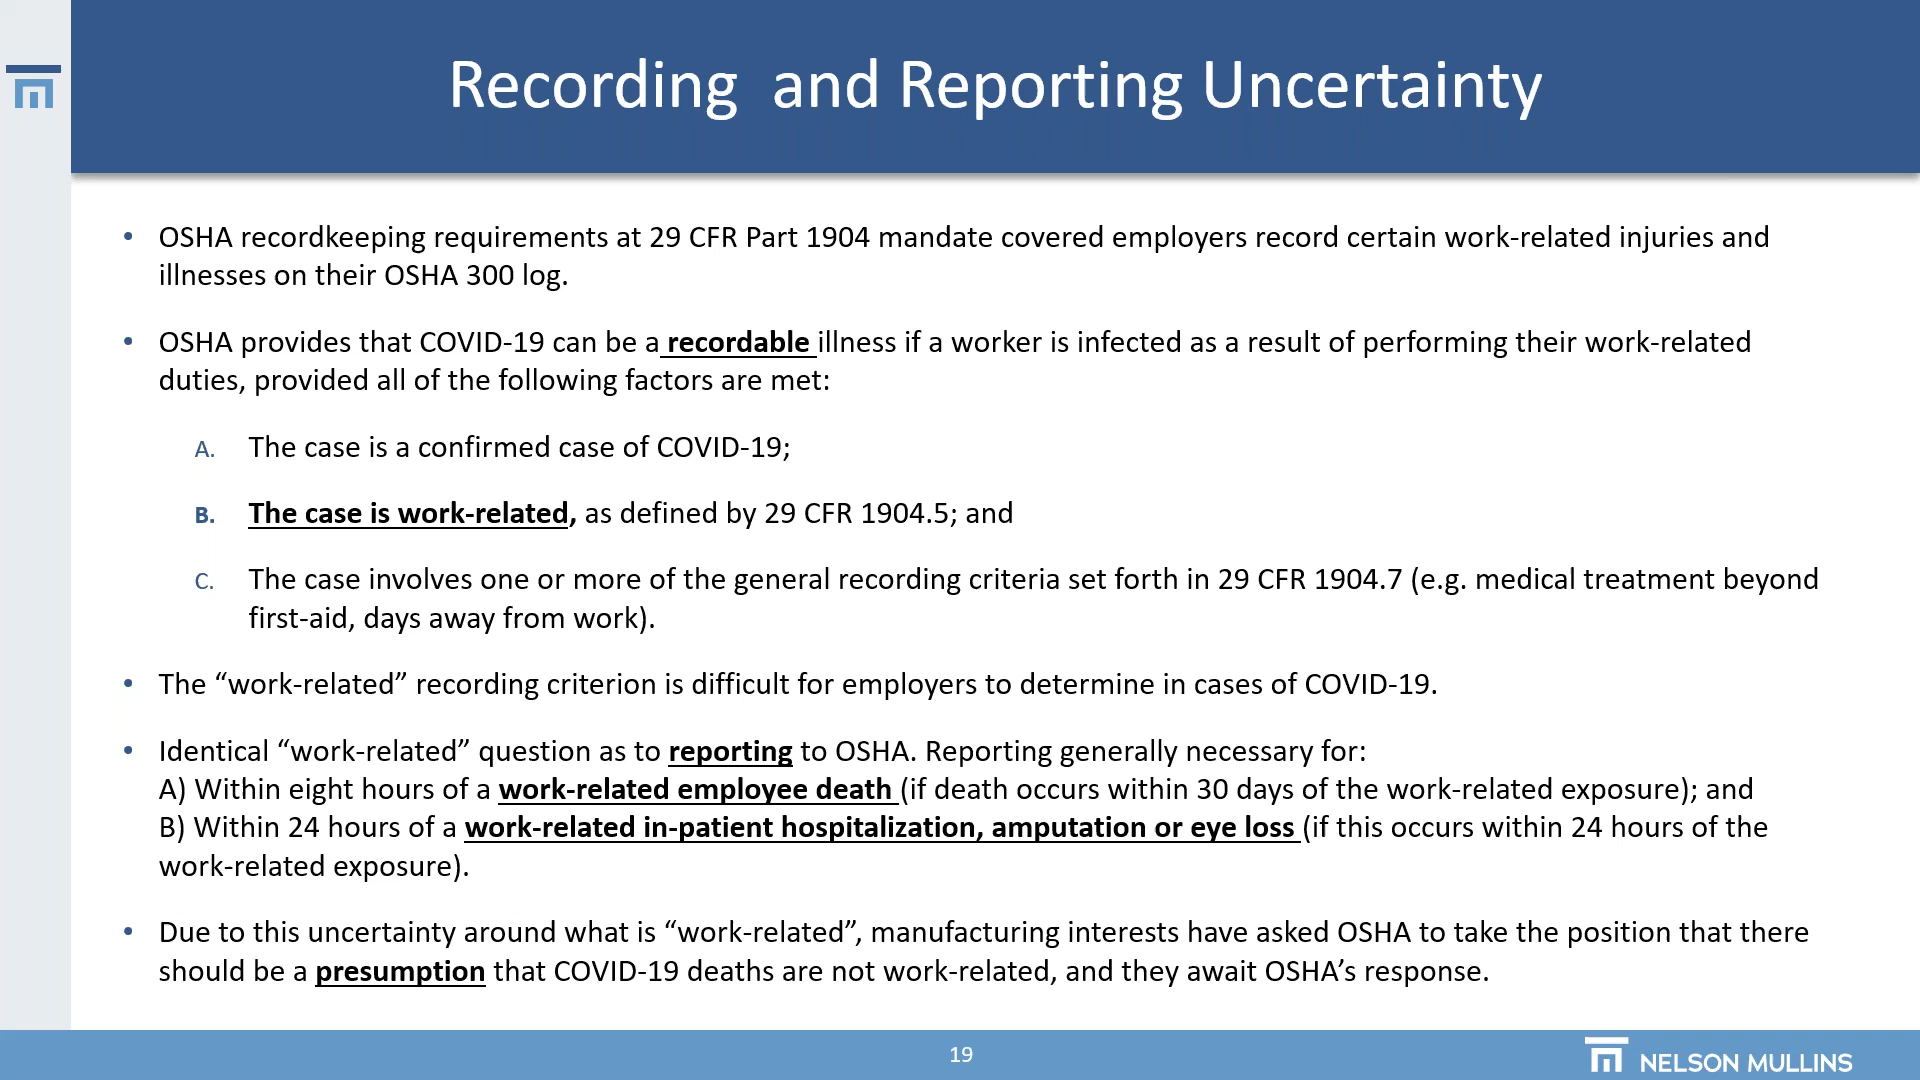 Recording  and Reporting Uncertainty
• OSHA recordkeeping requirements at 29 CFR Part 1904 mandate covered employers record certain work-related injuries and
illnesses on their OSHA 300 log.
• OSHA provides that COVID-19 can be a recordable illness if a worker is infected as a result of performing their work-related
duties, provided all of the following factors are met:
A. The case is a confirmed case of COVID-19;
B. The case is work-related, as defined by 29 CFR 1904.5; and
C. The case involves one or more of the general recording criteria set forth in 29 CFR 1904.7 (e.g. medical treatment beyond
first-aid, days away from work).
• The “work-related” recording criterion is difficult for employers to determine in cases of COVID-19.
• Identical “work-related” question as to reporting to OSHA. Reporting generally necessary for:
A) Within eight hours of a work-related employee death (if death occurs within 30 days of the work-related exposure); and
B) Within 24 hours of a work-related in-patient hospitalization, amputation or eye loss (if this occurs within 24 hours of the
work-related exposure).
• Due to this uncertainty around what is “work-related”, manufacturing interests have asked OSHA to take the position that there
should be a presumption that COVID-19 deaths are not work-related, and they await OSHA’s response.
19
NELSON MULLINS